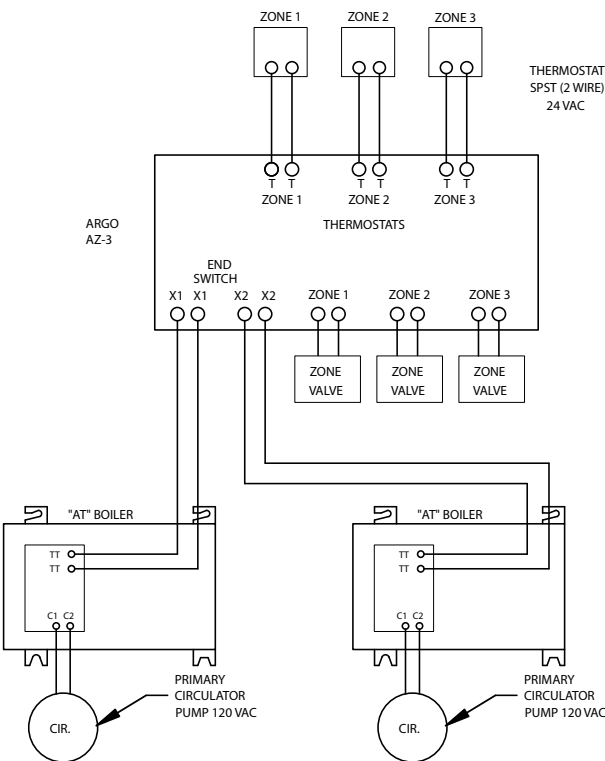 ZONE 1
ZONE 2
ZONE 3
THERMOSTAT
SPST (2 WIRE)
24 VAC
T T
T T
T T
ZONE 1
ZONE 2
ZONE 3
THERMOSTATS
ARGO
AZ-3
END
SWITCH
X1 X1 X2 X2
ZONE 1
ZONE 2
ZONE 3
ZONE
VALVE
ZONE
VALVE
ZONE
VALVE
"AT" BOILER
TT
TT
C1 C2
PRIMARY
CIRCULATOR
PUMP 120 VAC
CIR.
"AT" BOILER
TT
TT
C1 C2
PRIMARY
CIRCULATOR
PUMP 120 VAC
CIR.